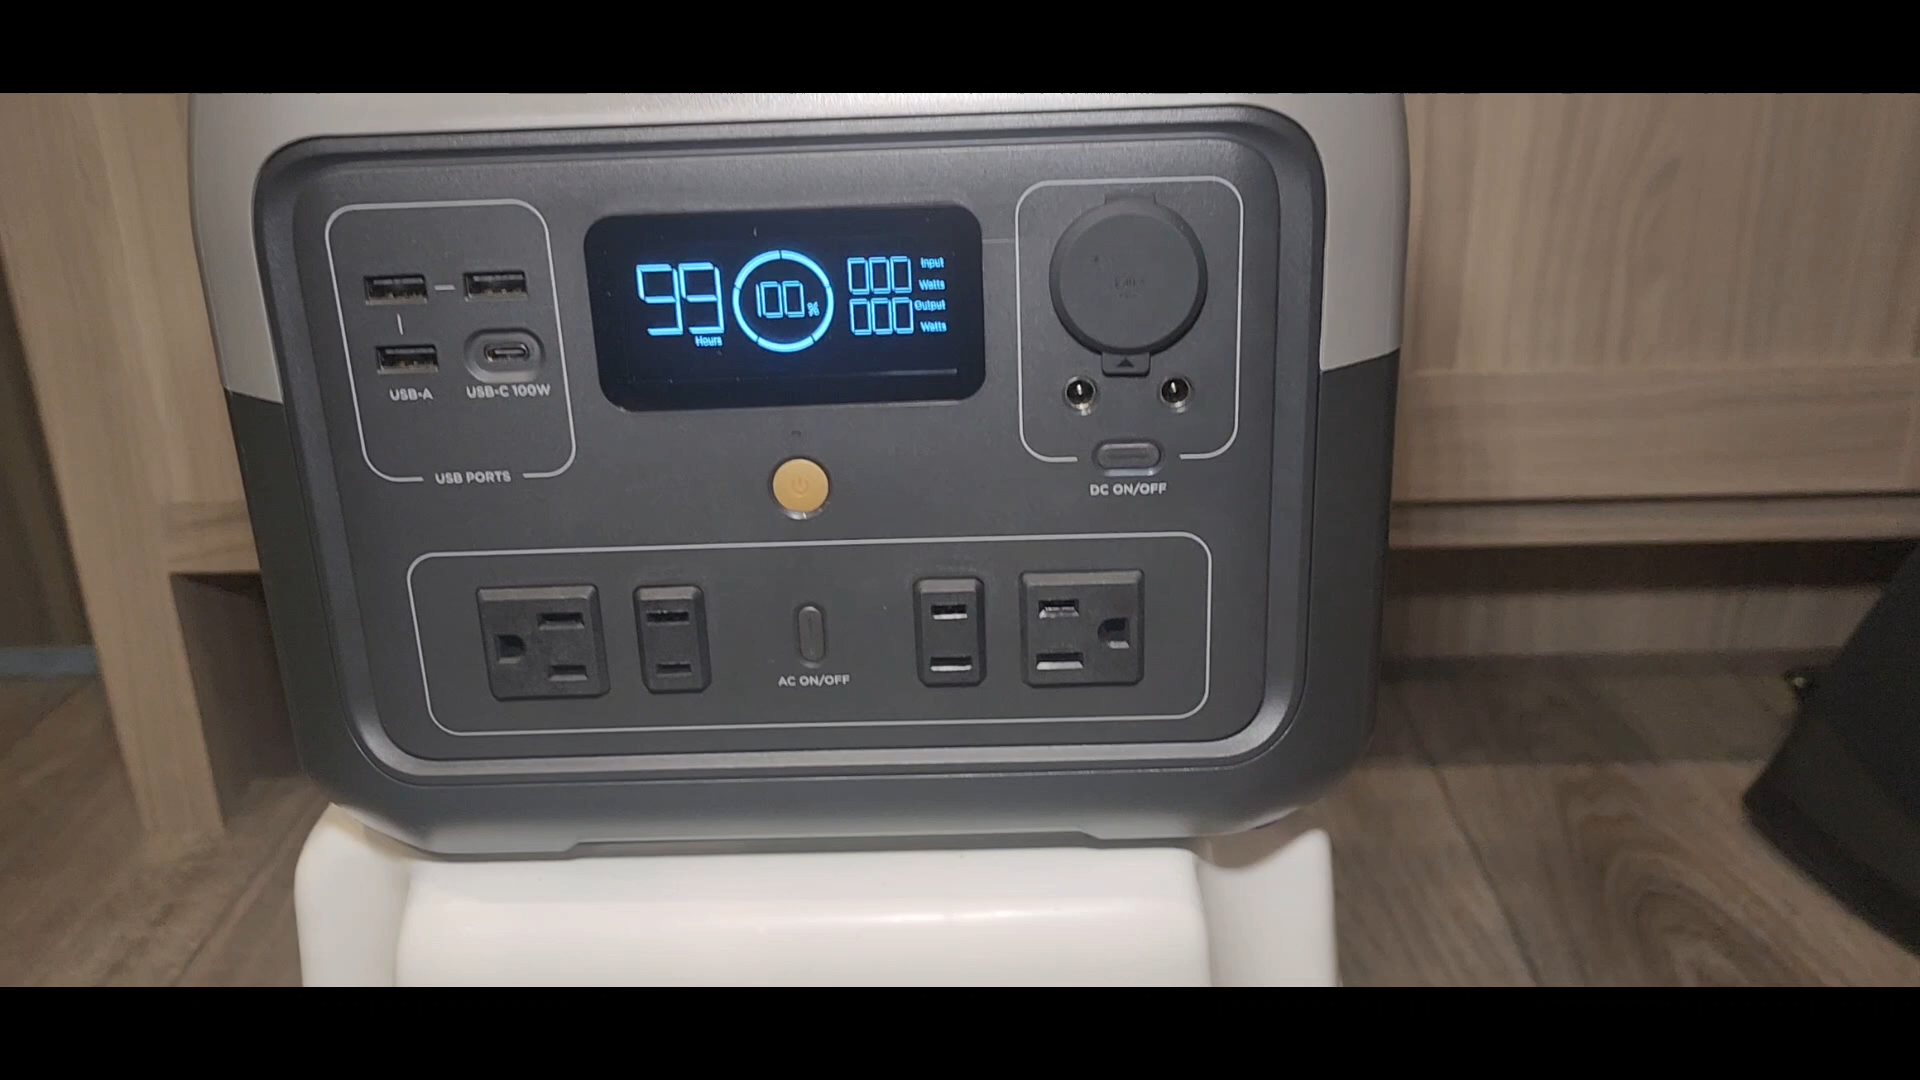 99
Hours
100%
000
Input
Watts
000
Output
Watts
USB-A
USB-C 100W
USB PORTS
DC ON/OFF
AC ON/OFF